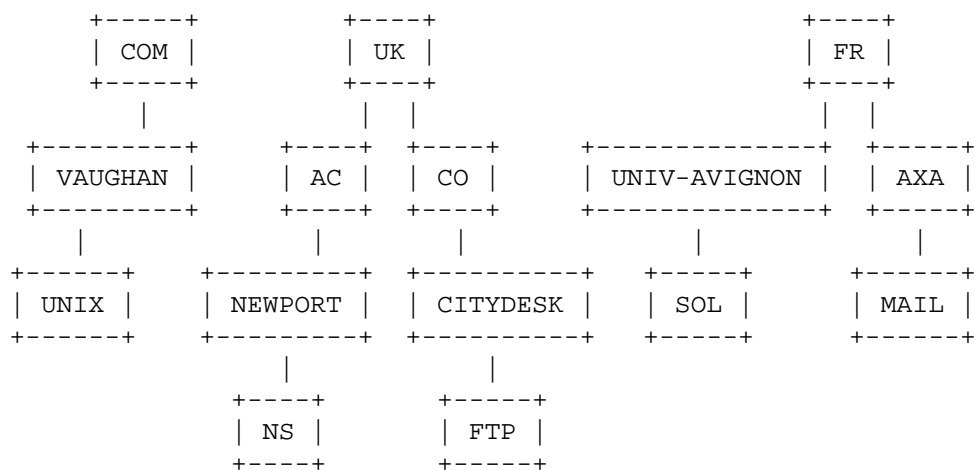 COM UK FR
VAUGHAN AC CO UNIV-AVIGNON AXA
UNIX NEWPORT CITYDESK SOL MAIL
NS FTP